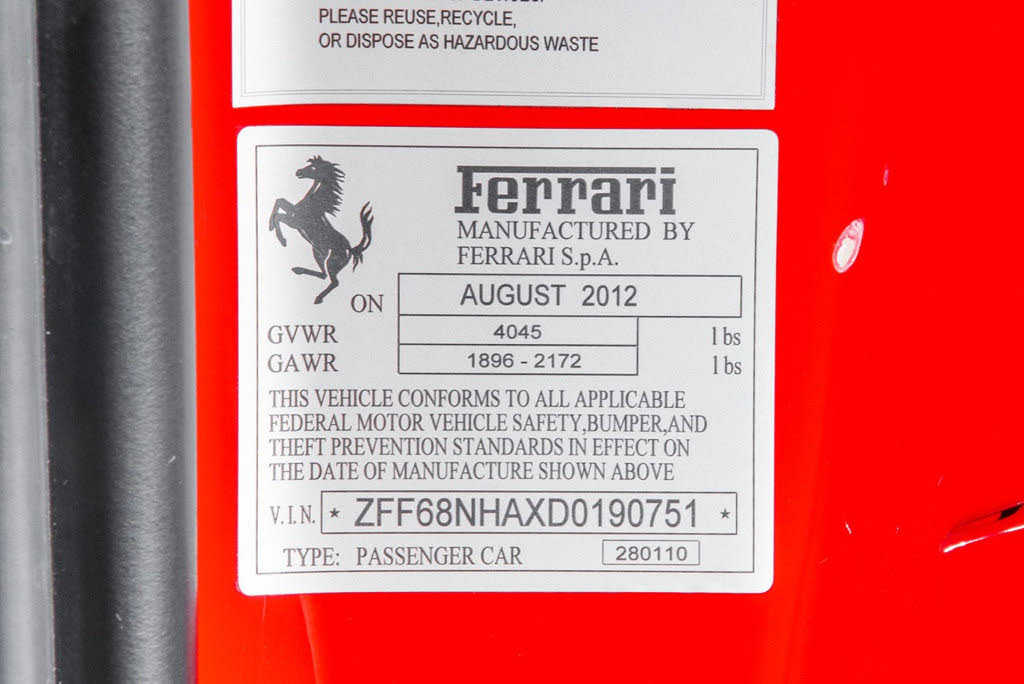 PLEASE REUSE,RECYCLE,
OR DISPOSE AS HAZARDOUS WASTE
Ferrari
MANUFACTURED BY
FERRARI S.p.A.
ON AUGUST 2012
GVWR 4045 lbs
GAWR 1896 - 2172 lbs
THIS VEHICLE CONFORMS TO ALL APPLICABLE
FEDERAL MOTOR VEHICLE SAFETY,BUMPER,AND
THEFT PREVENTION STANDARDS IN EFFECT ON
THE DATE OF MANUFACTURE SHOWN ABOVE
V.I.N. ★ ZFF68NHAXD0190751 ★
TYPE: PASSENGER CAR 280110